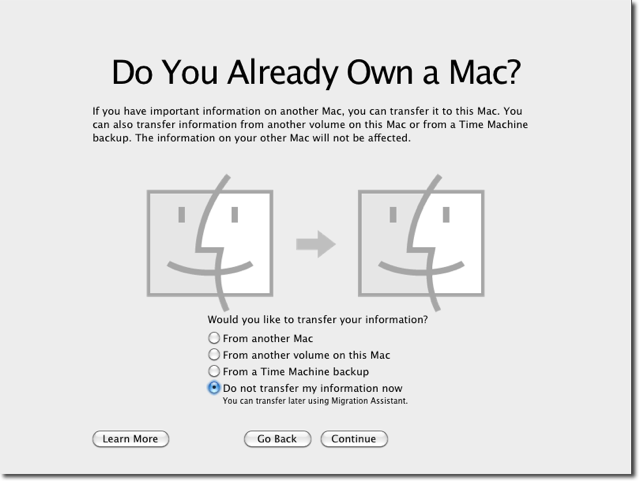 Do You Already Own a Mac?
If you have important information on another Mac, you can transfer it to this Mac. You
can also transfer information from another volume on this Mac or from a Time Machine
backup. The information on your other Mac will not be affected.
Would you like to transfer your information?
From another Mac
From another volume on this Mac
From a Time Machine backup
Do not transfer my information now
You can transfer later using Migration Assistant.
Learn More
Go Back
Continue